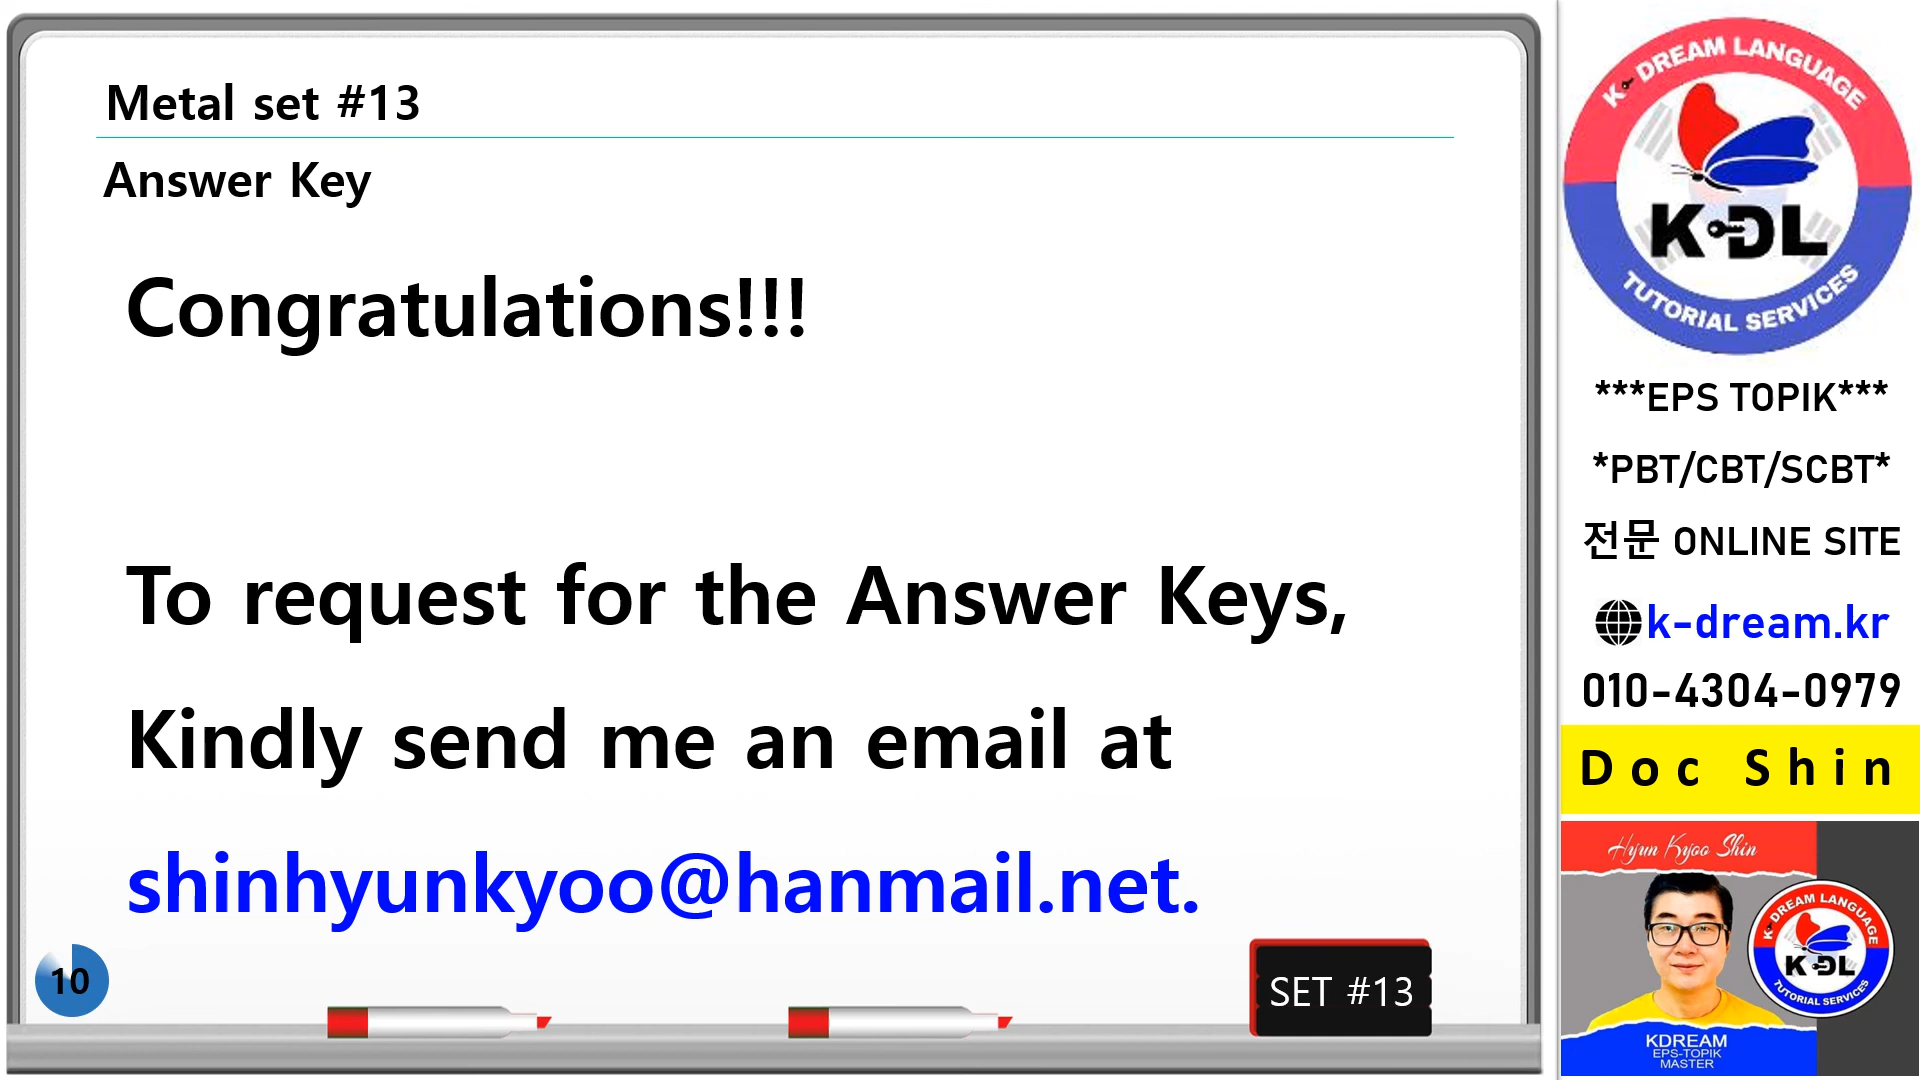 Metal set #13
Answer Key
Congratulations!!!
To request for the Answer Keys,
Kindly send me an email at
shinhyunkyoo@hanmail.net.
10
SET #13
K DREAM LANGUAGE
K DL
TUTORIAL SERVICES
***EPS TOPIK***
*PBT/CBT/SCBT*
전문 ONLINE SITE
k-dream.kr
010-4304-0979
Doc Shin
Hyun Kyoo Shin
K DREAM LANGUAGE
K DL
TUTORIAL SERVICES
KDREAM
EPS-TOPIK
MASTER